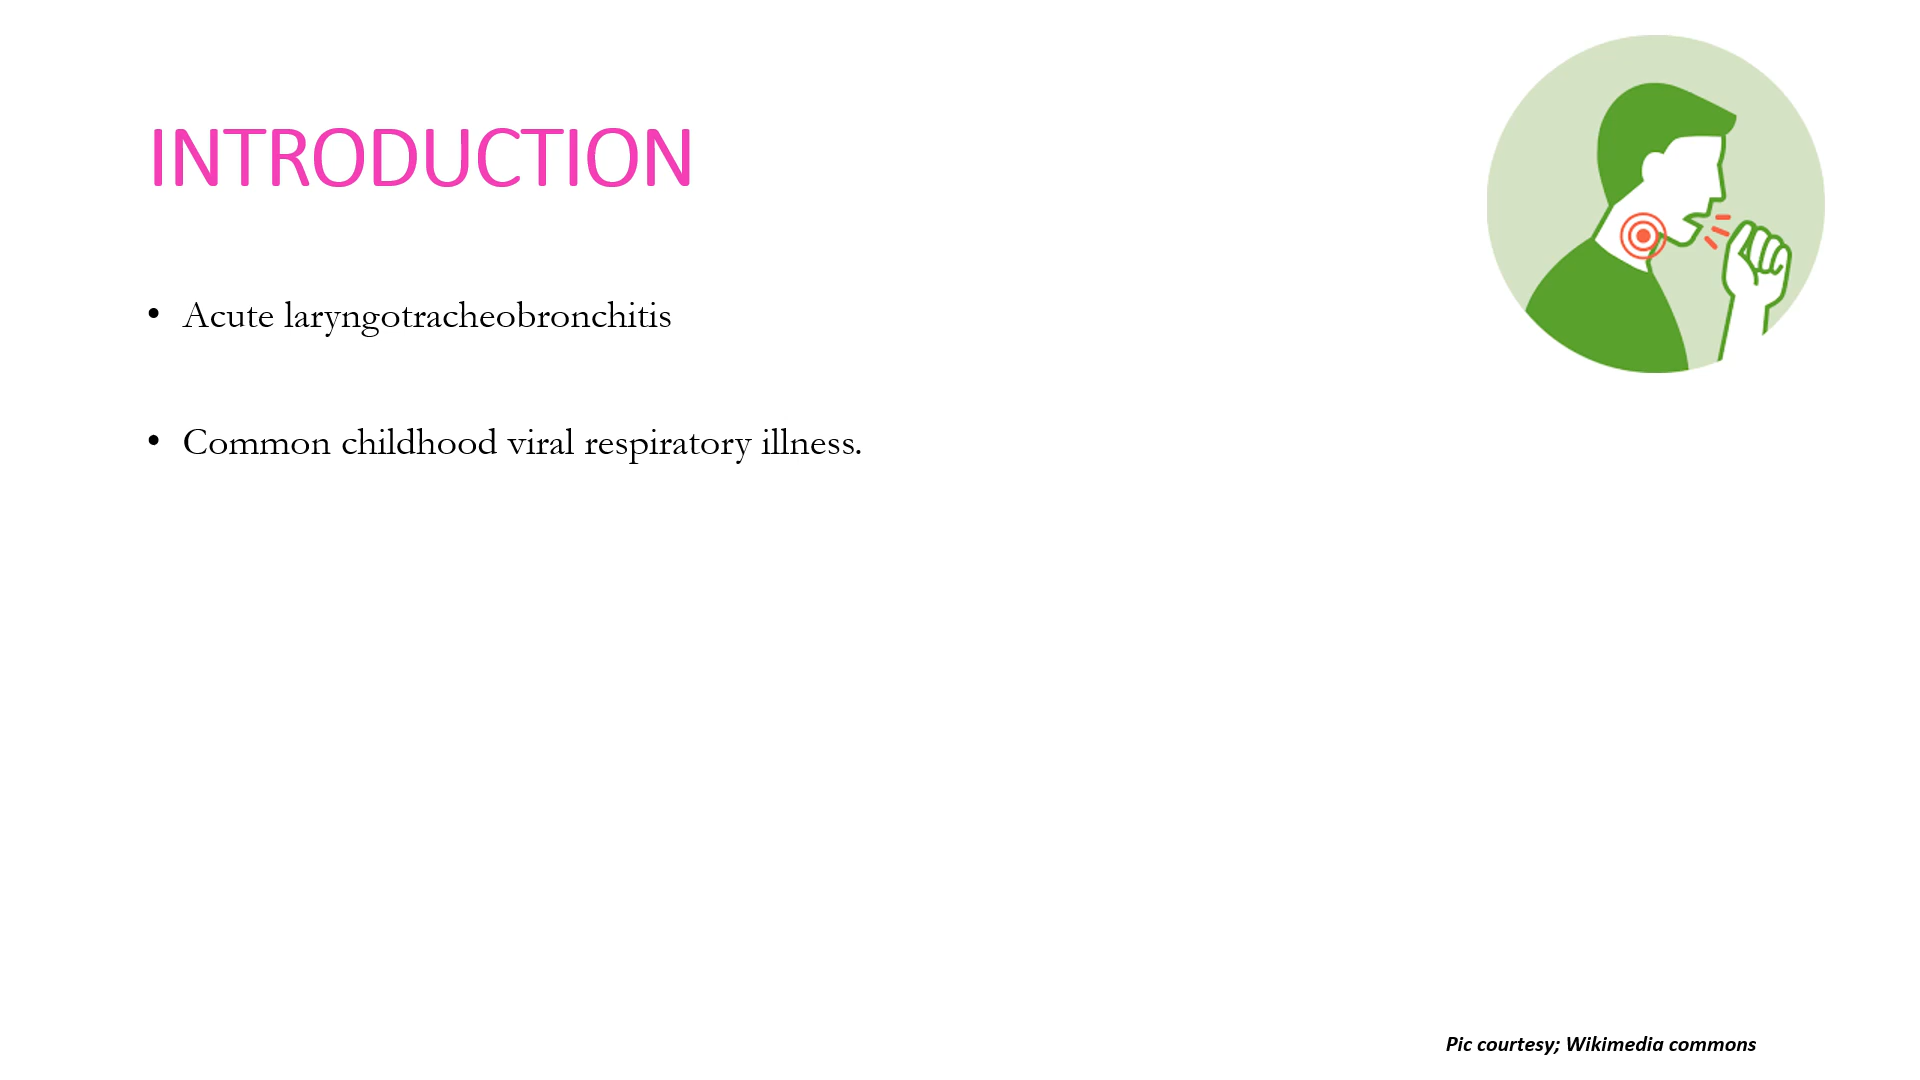 INTRODUCTION
• Acute laryngotracheobronchitis
• Common childhood viral respiratory illness.
Pic courtesy; Wikimedia commons